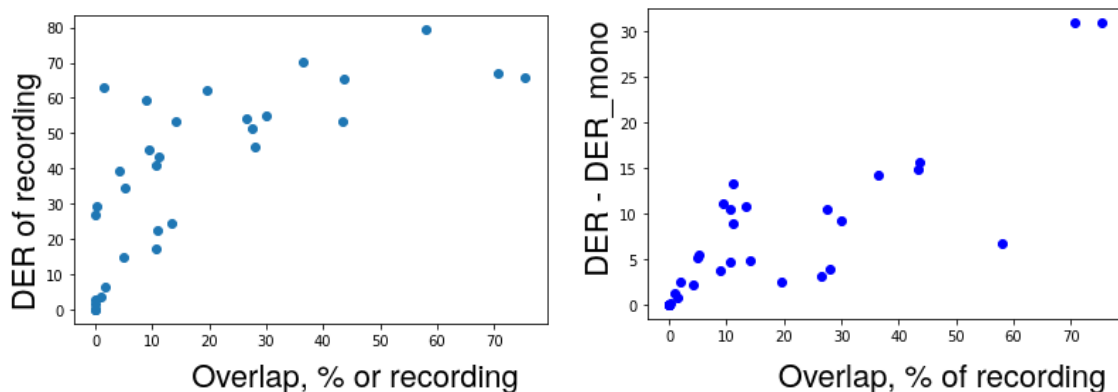 DER of recording
80
70
60
50
40
30
20
10
0
0 10 20 30 40 50 60 70
Overlap, % or recording
DER - DER_mono
30
25
20
15
10
5
0
0 10 20 30 40 50 60 70
Overlap, % of recording